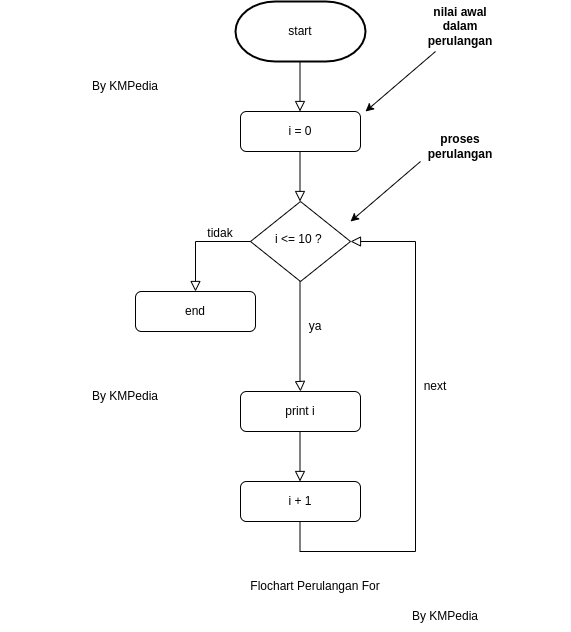 nilai awal
dalam
perulangan
start
By KMPedia
i = 0
proses
perulangan
tidak
i <= 10 ?
end
ya
next
By KMPedia
print i
i + 1
Flochart Perulangan For
By KMPedia